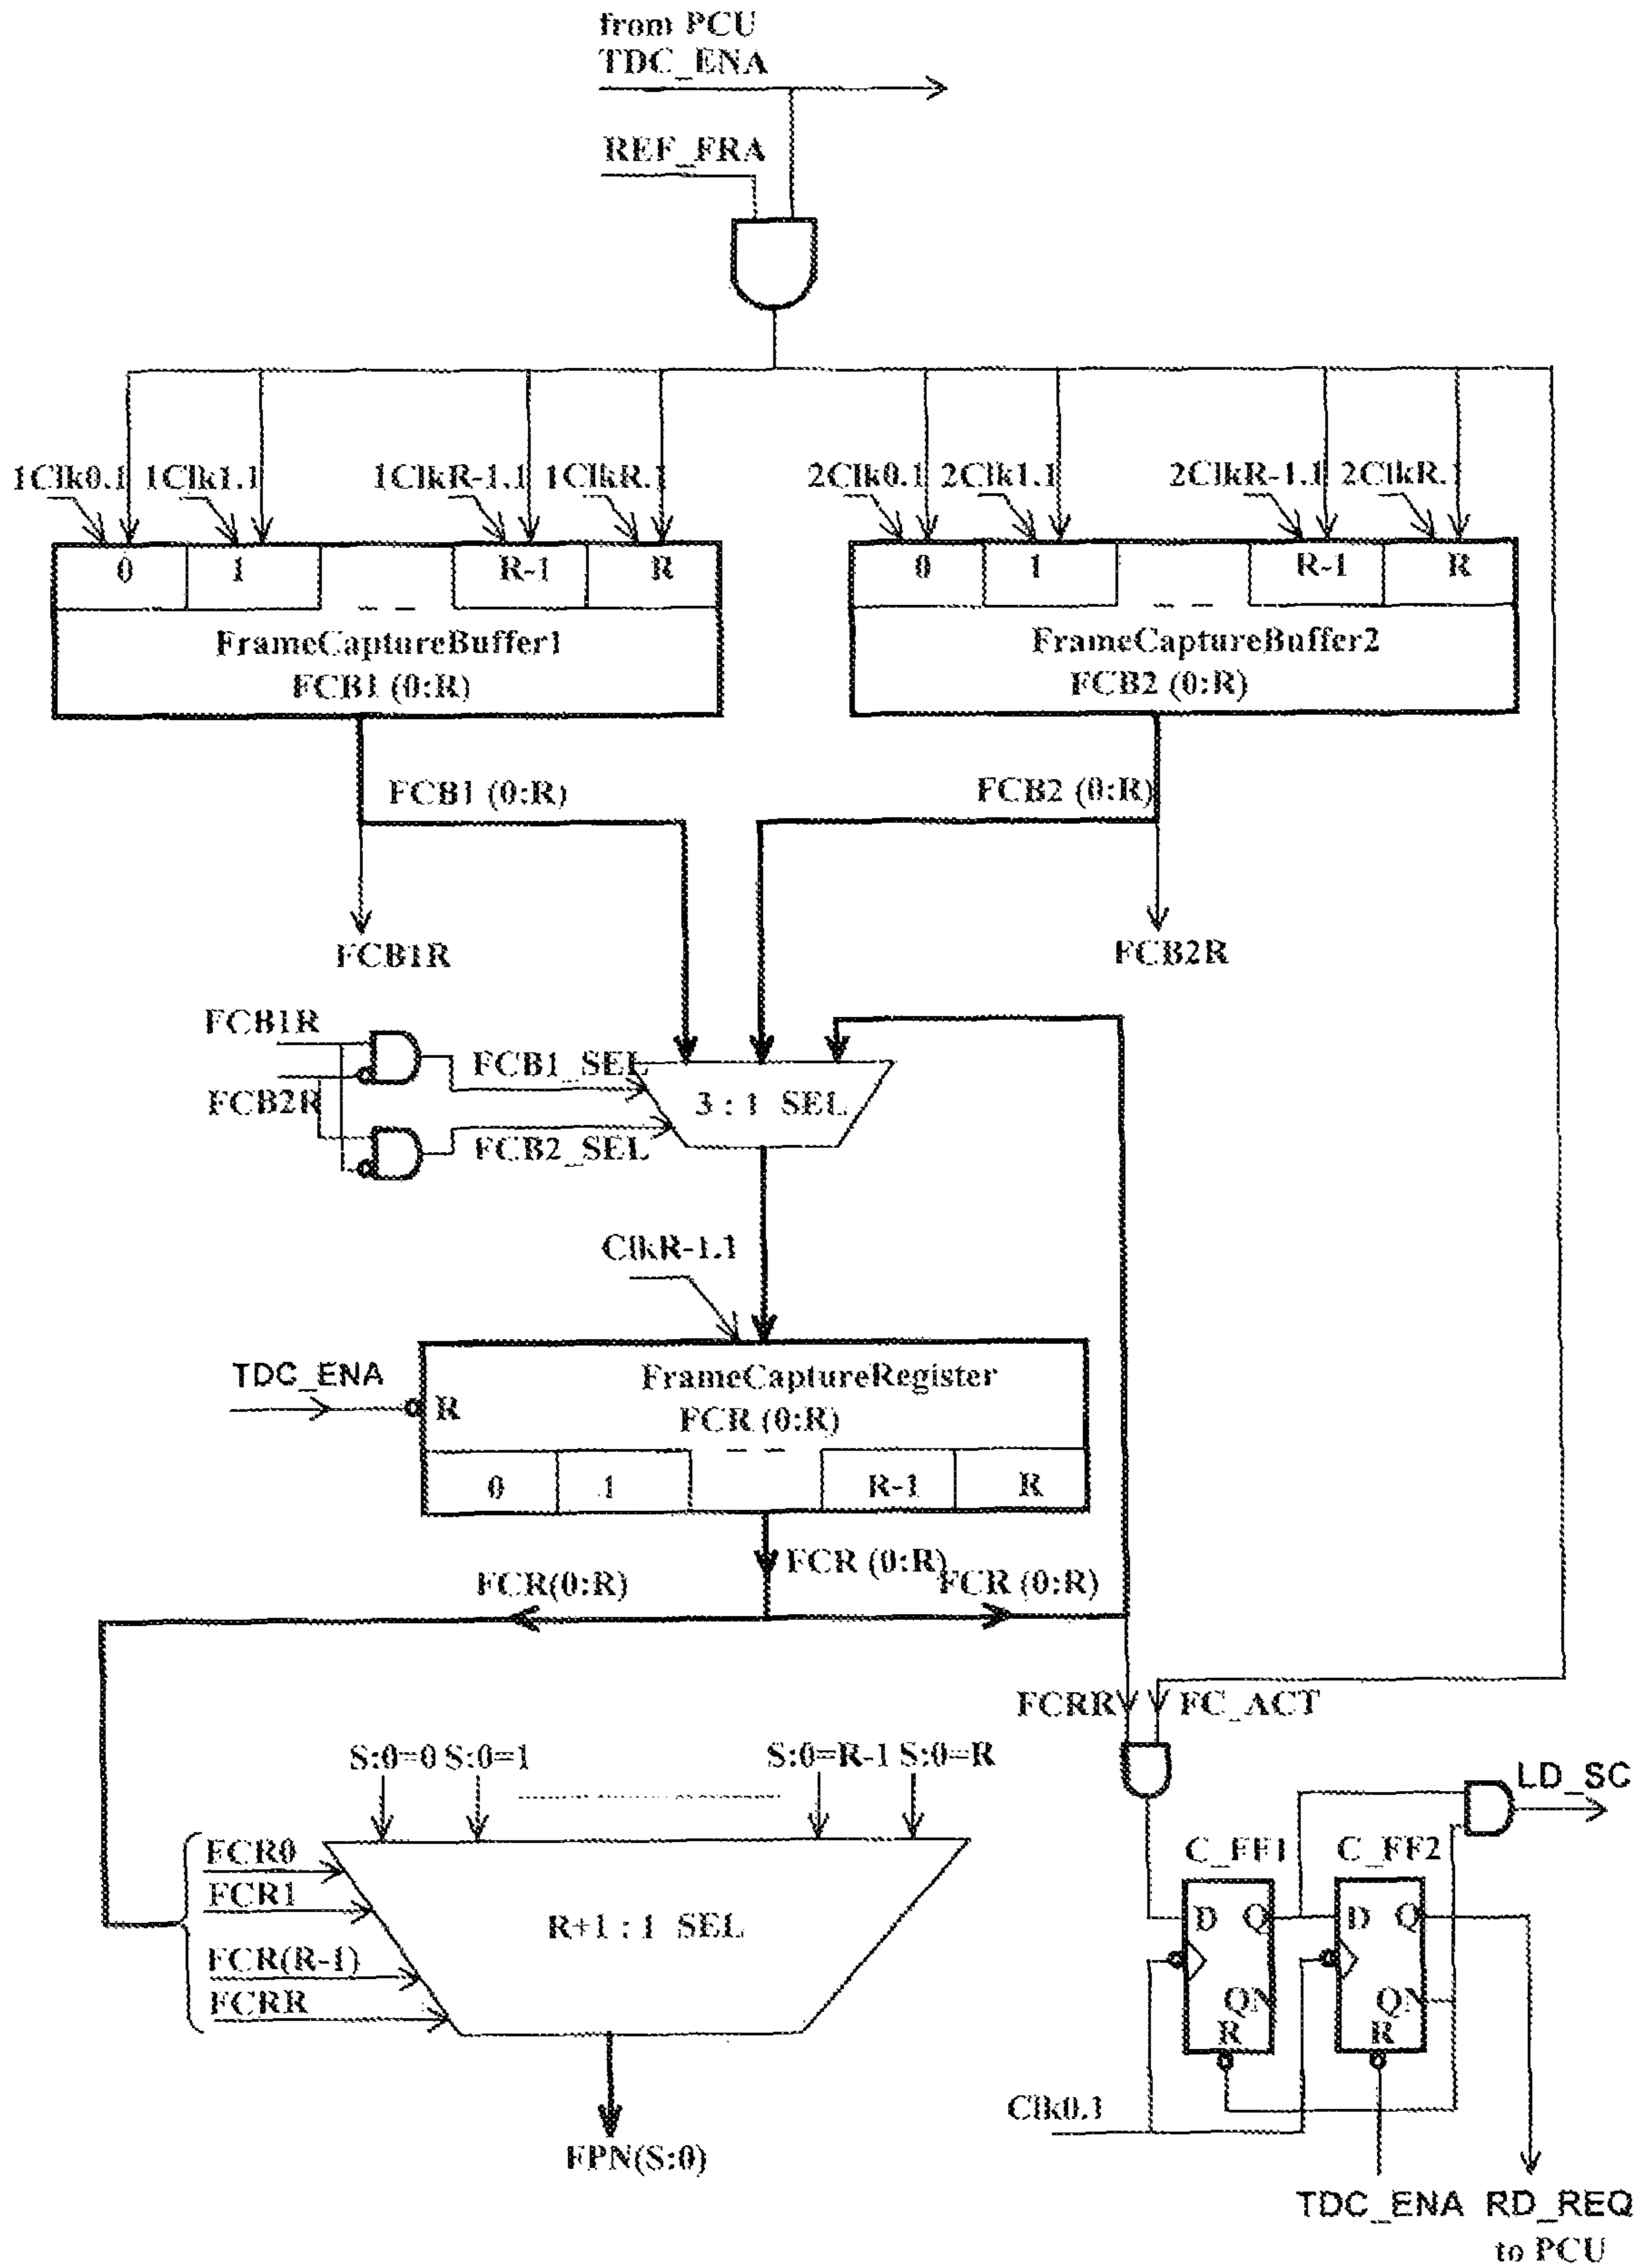 from PCU
TDC_ENA
REF_FRA
1Clk0.1 1Clk1.1 1ClkR-1.1 1ClkR.1 2Clk0.1 2Clk1.1 2ClkR-1.1 2ClkR.1
0 1 R-1 R 0 1 R-1 R
FrameCaptureBuffer1 FrameCaptureBuffer2
FCB1 (0:R) FCB2 (0:R)
FCB1 (0:R) FCB2 (0:R)
FCB1R FCB2R
FCB1R
FCB1_SEL
FCB2R
3 : 1 SEL
FCB2_SEL
ClkR-1.1
TDC_ENA
FrameCaptureRegister
R
FCR (0:R)
0 1 R-1 R
FCR (0:R)
FCR(0:R) FCR (0:R)
FCRR FC_ACT
S:0=0 S:0=1 S:0=R-1 S:0=R
LD_SC
FCR0
C_FF1 C_FF2
FCR1
R+1 : 1 SEL
D Q D Q
FCR(R-1)
FCRR
QN QN
R R
Clk0.1
FPN(S:0)
TDC_ENA RD_REQ
to PCU